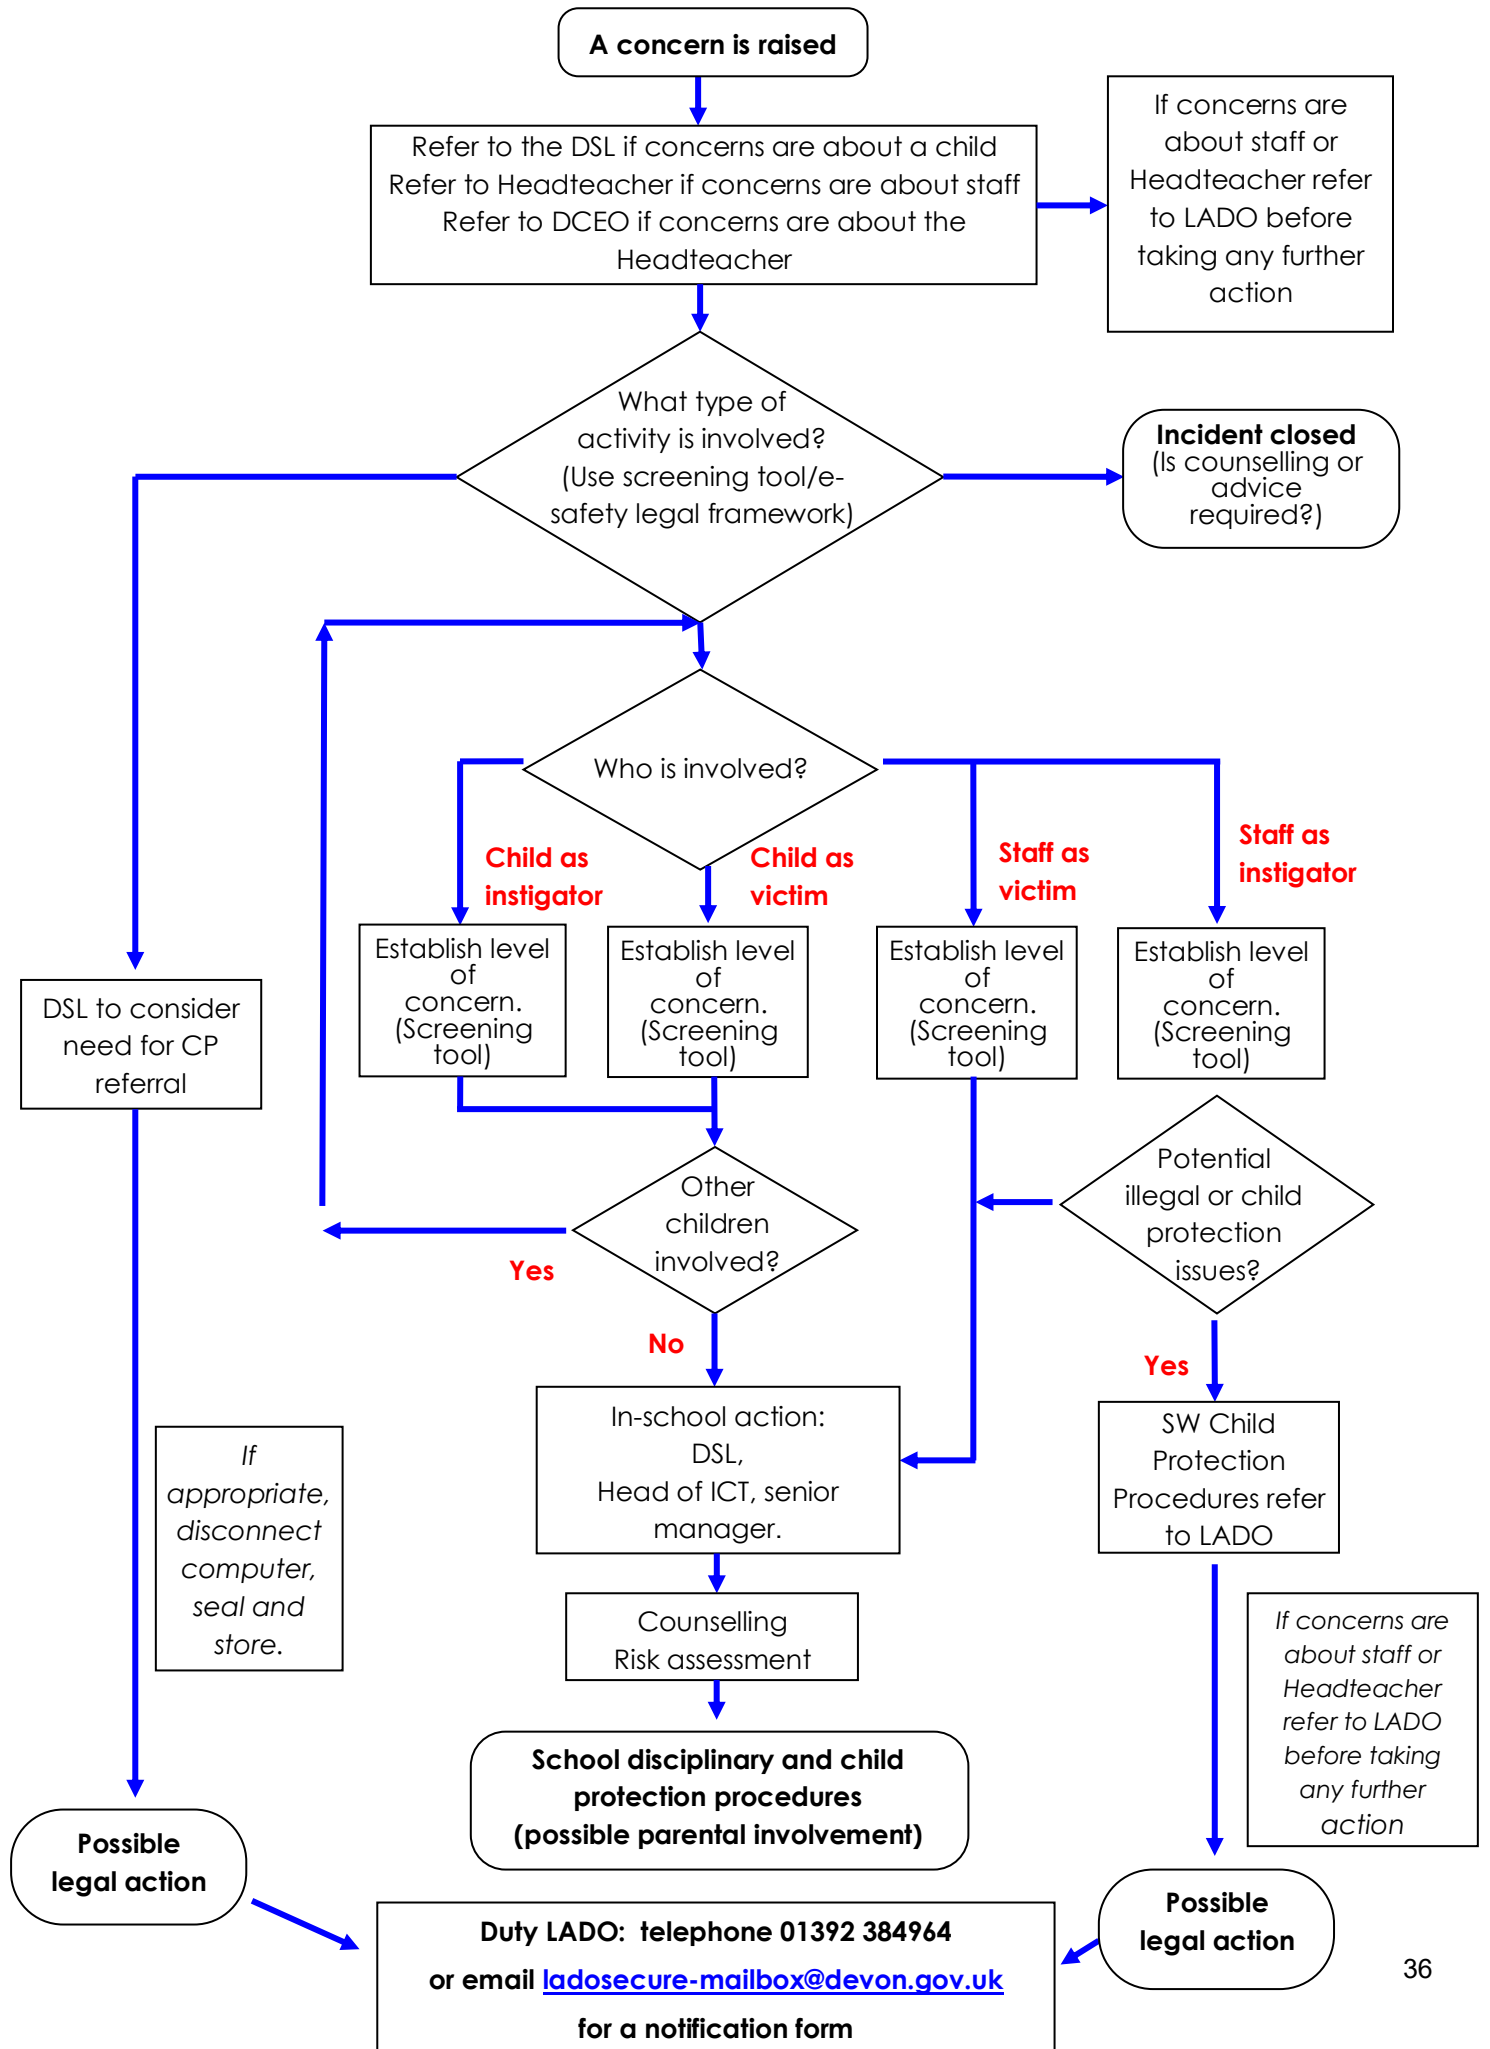 A concern is raised
Refer to the DSL if concerns are about a child
Refer to Headteacher if concerns are about staff
Refer to DCEO if concerns are about the
Headteacher
If concerns are
about staff or
Headteacher refer
to LADO before
taking any further
action
What type of
activity is involved?
(Use screening tool/e-
safety legal framework)
Incident closed
(Is counselling or
advice
required?)
Who is involved?
Child as
instigator
Child as
victim
Staff as
victim
Staff as
instigator
Establish level
of
concern.
(Screening
tool)
Establish level
of
concern.
(Screening
tool)
Establish level
of
concern.
(Screening
tool)
Establish level
of
concern.
(Screening
tool)
DSL to consider
need for CP
referral
Other
children
involved?
Potential
illegal or child
protection
issues?
Yes
No
Yes
In-school action:
DSL,
Head of ICT, senior
manager.
SW Child
Protection
Procedures refer
to LADO
If
appropriate,
disconnect
computer,
seal and
store.
Counselling
Risk assessment
If concerns are
about staff or
Headteacher
refer to LADO
before taking
any further
action
School disciplinary and child
protection procedures
(possible parental involvement)
Possible
legal action
Possible
legal action
Duty LADO:  telephone 01392 384964
or email ladosecure-mailbox@devon.gov.uk
for a notification form
36